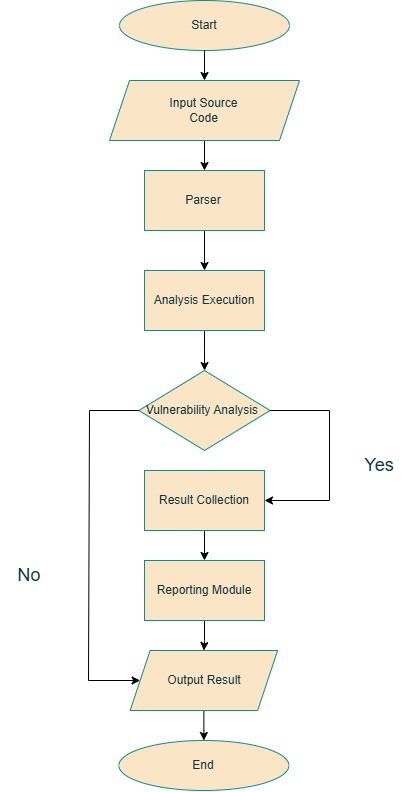 Start
Input Source
Code
Parser
Analysis Execution
Vulnerability Analysis
Yes
Result Collection
No
Reporting Module
Output Result
End